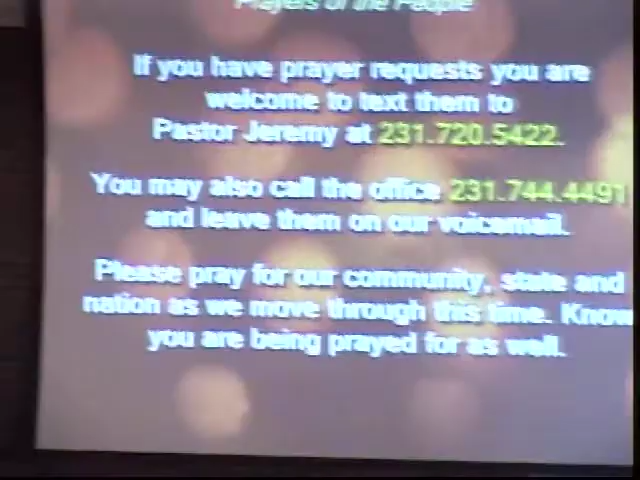 Prayers of the People
If you have prayer requests you are
welcome to text them to
Pastor Jeremy at 231.720.5422.
You may also call the office 231.744.4491
and leave them on our voicemail.
Please pray for our community, state and
nation as we move through this time. Know
you are being prayed for as well.